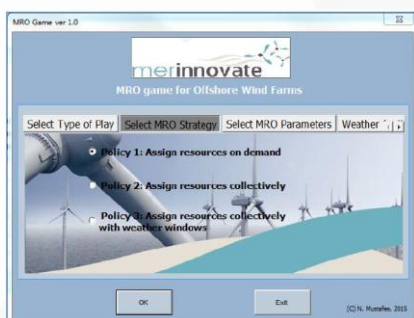 MRO Game ver 1.0
merinnovate
MRO game for Offshore Wind Farms
Select Type of Play Select MRO Strategy Select MRO Parameters Weather
Policy 1: Assign resources on demand
Policy 2: Assign resources collectively
Policy 3: Assign resources collectively
with weather windows
OK Exit
(C) N. Mustafee, 2015